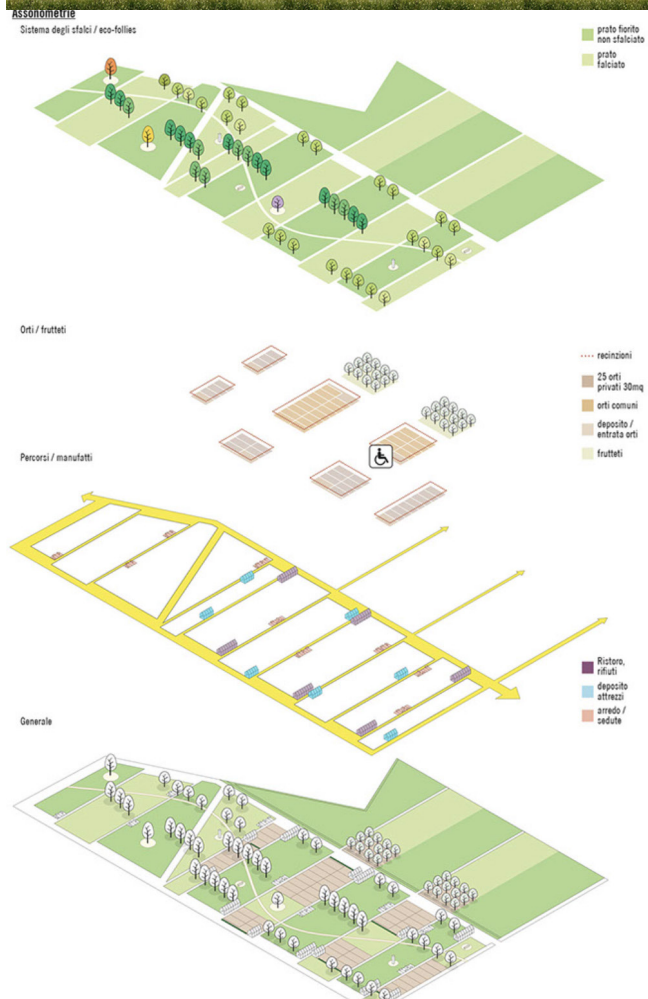 Assonometrie
Sistema degli sfalci / eco-follies
prato fiorito
non sfalciato
prato
falciato
Orti / frutteti
recinzioni
25 orti
privati 30mq
orti comuni
deposito /
entrata orti
frutteti
Percorsi / manufatti
Ristoro,
rifiuti
deposito
attrezzi
arredo /
sedute
Generale